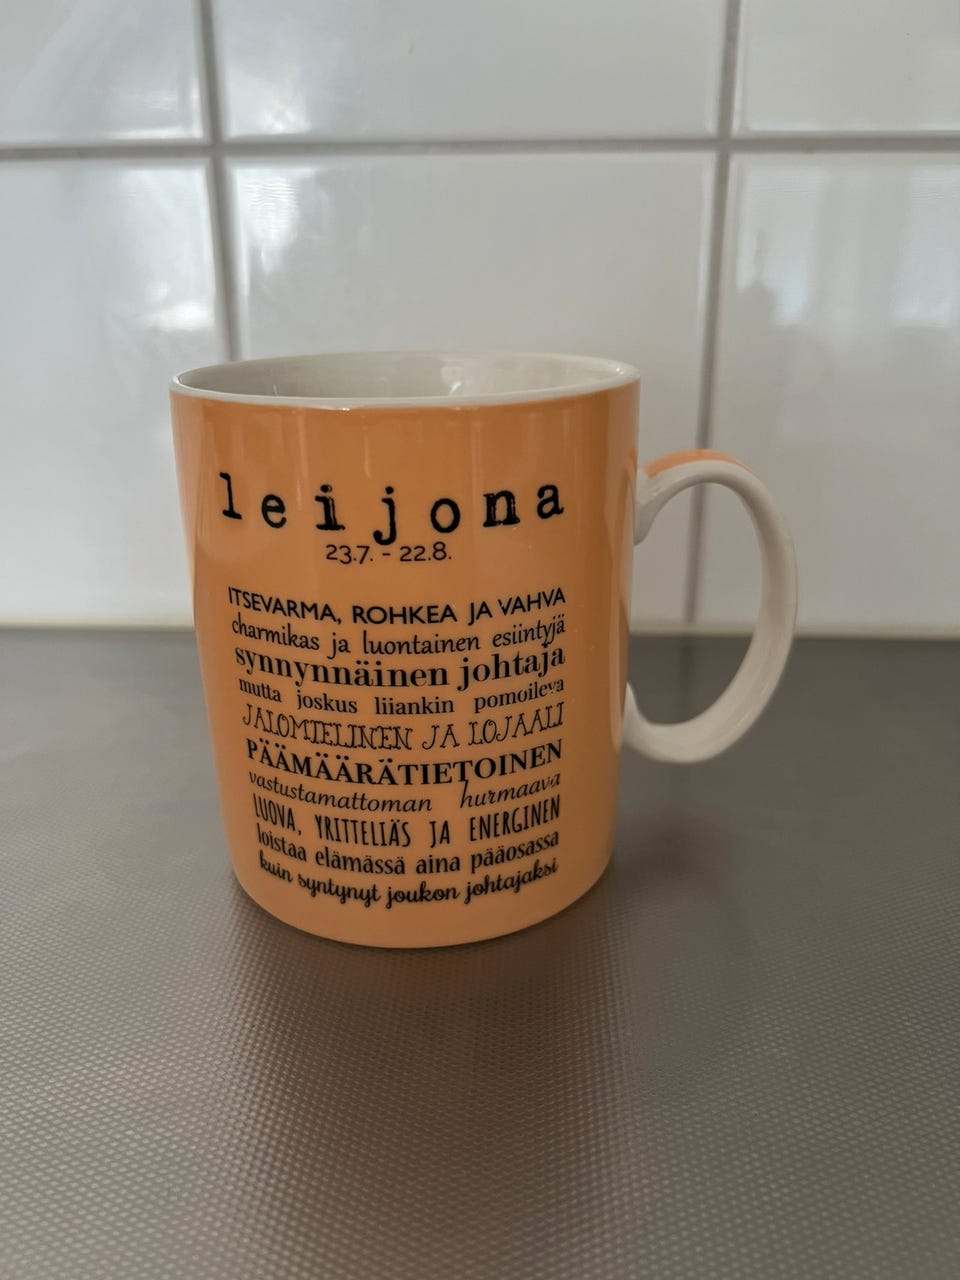 leijona
23.7. - 22.8.
ITSEVARMA, ROHKEA JA VAHVA
charmikas ja luontainen esiintyjä
synnynnäinen johtaja
mutta joskus liiankin pomoileva
JALOMIELINEN JA LOJAALI
PÄÄMÄÄRÄTIETOINEN
vastustamattoman hurmaava
LUOVA, YRITTELIÄS JA ENERGINEN
loistaa elämässä aina pääosassa
kuin syntynyt joukon johtajaksi